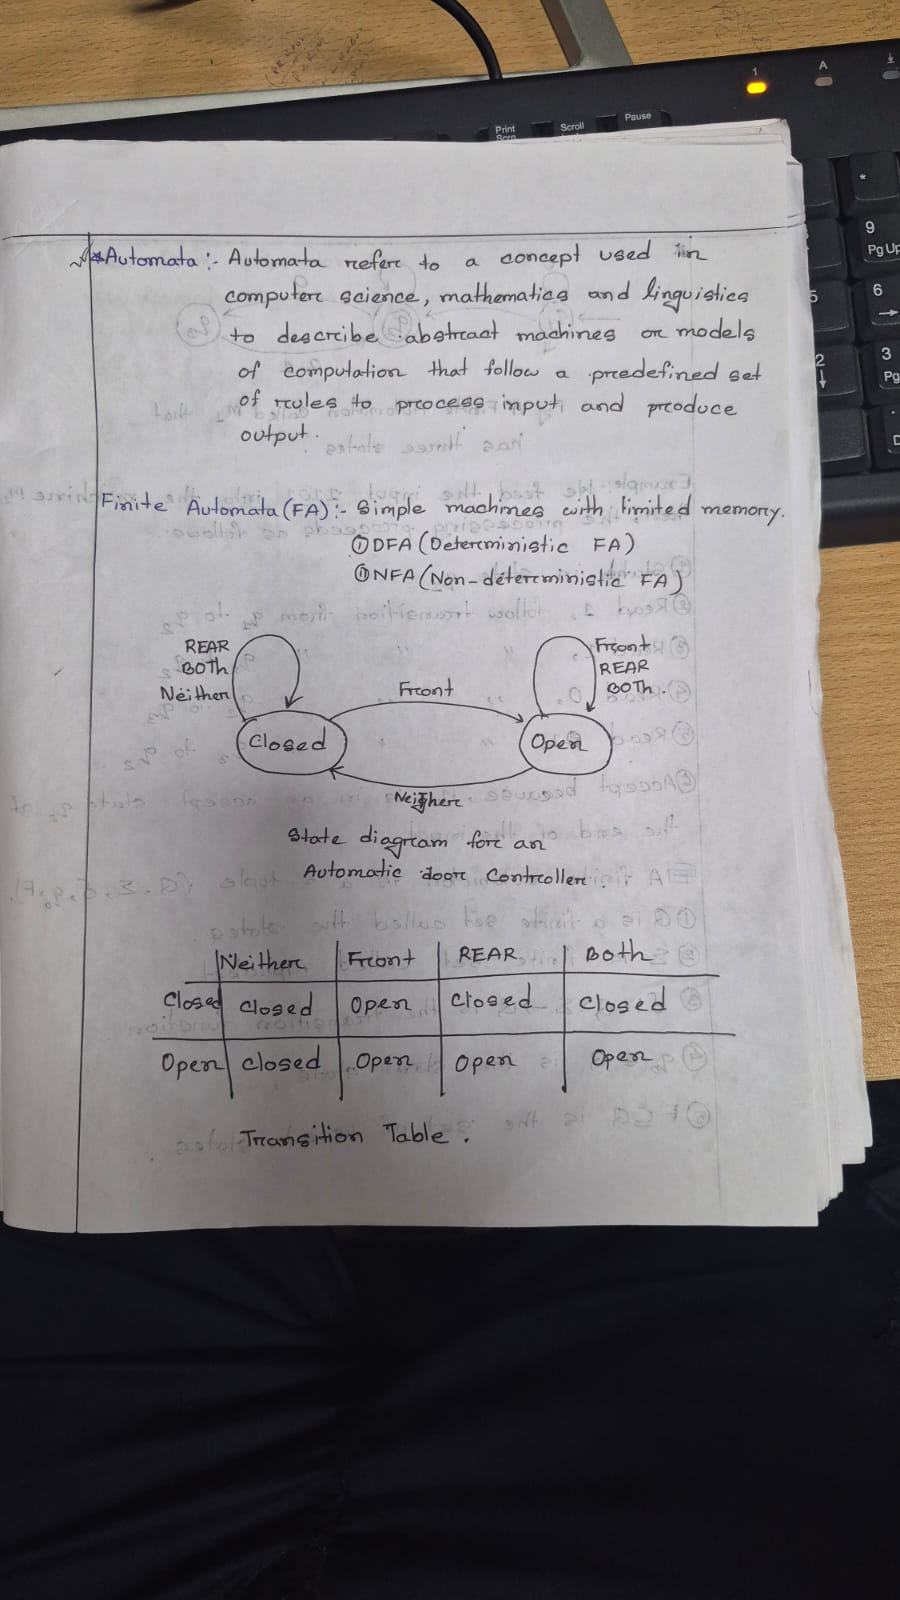 *Automata :- Automata refer to a concept used in
computer science, mathematics and linguistics
to describe abstract machines or models
of computation that follow a predefined set
of rules to process input and produce
output.
Finite Automata (FA) :- Simple machines with limited memory.
① DFA (Deterministic FA)
② NFA (Non-deterministic FA)
REAR
BOTH
Neither
Front
Front
REAR
BOTH.
Closed
Open
Neigher
State diagram for an
Automatic door Controller.
Neither Front REAR Both
Closed Closed Open Closed Closed
Open Closed Open Open Open
Transition Table.
Print
Scrn
Scroll
Pause
1
A
*
9
Pg Up
5
6
→
2
↓
3
Pg